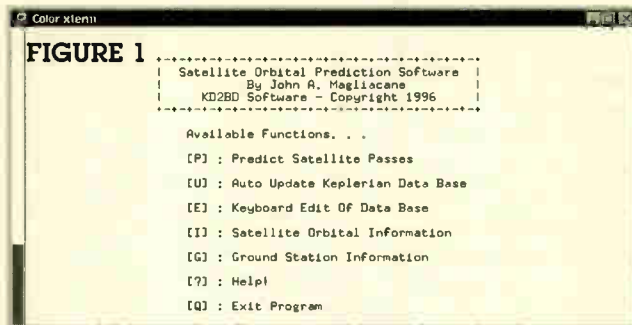 Color xterm
FIGURE 1
+-+-+-+-+-+-+-+-+-+-+-+-+-+-+-+-+-+-+-+-+
| Satellite Orbital Prediction Software |
| By John A. Magliacane |
| KD2BD Software - Copyright 1996 |
+-+-+-+-+-+-+-+-+-+-+-+-+-+-+-+-+-+-+-+-+
Available Functions. . .
[P] : Predict Satellite Passes
[U] : Auto Update Keplerian Data Base
[E] : Keyboard Edit Of Data Base
[I] : Satellite Orbital Information
[G] : Ground Station Information
[?] : Help!
[Q] : Exit Program